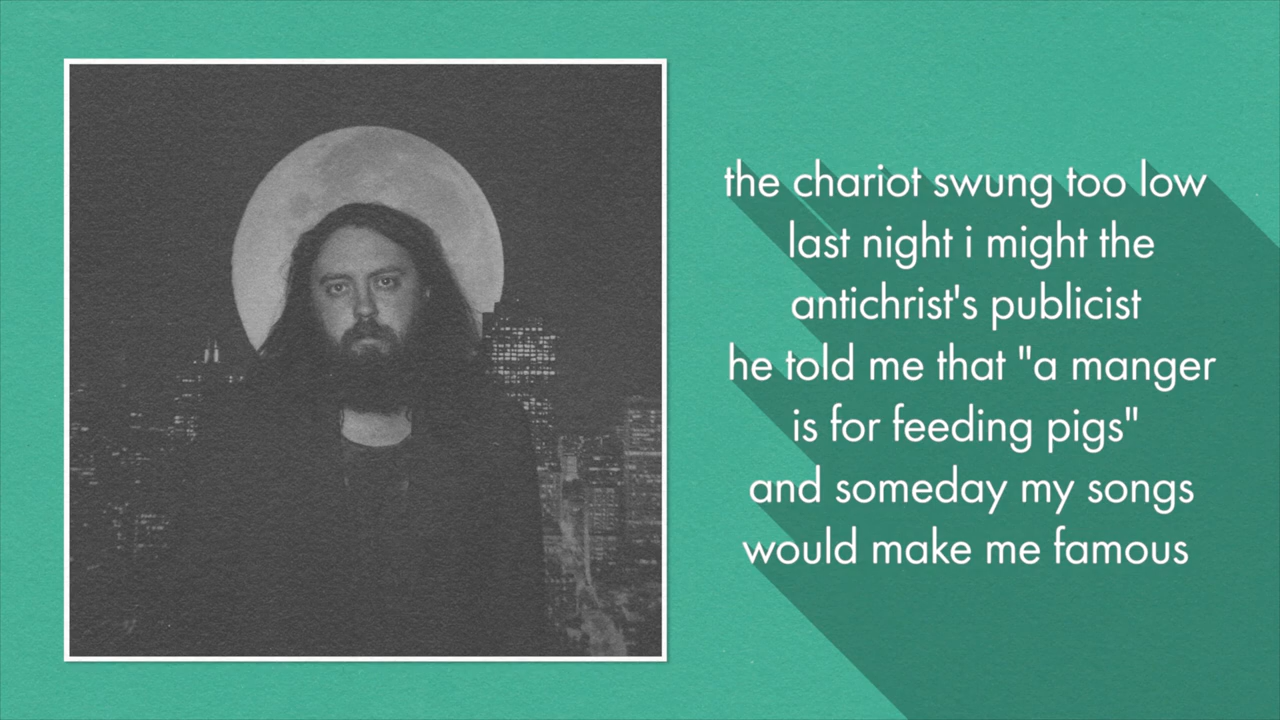 the chariot swung too low
last night i might the
antichrist's publicist
he told me that "a manger
is for feeding pigs"
and someday my songs
would make me famous